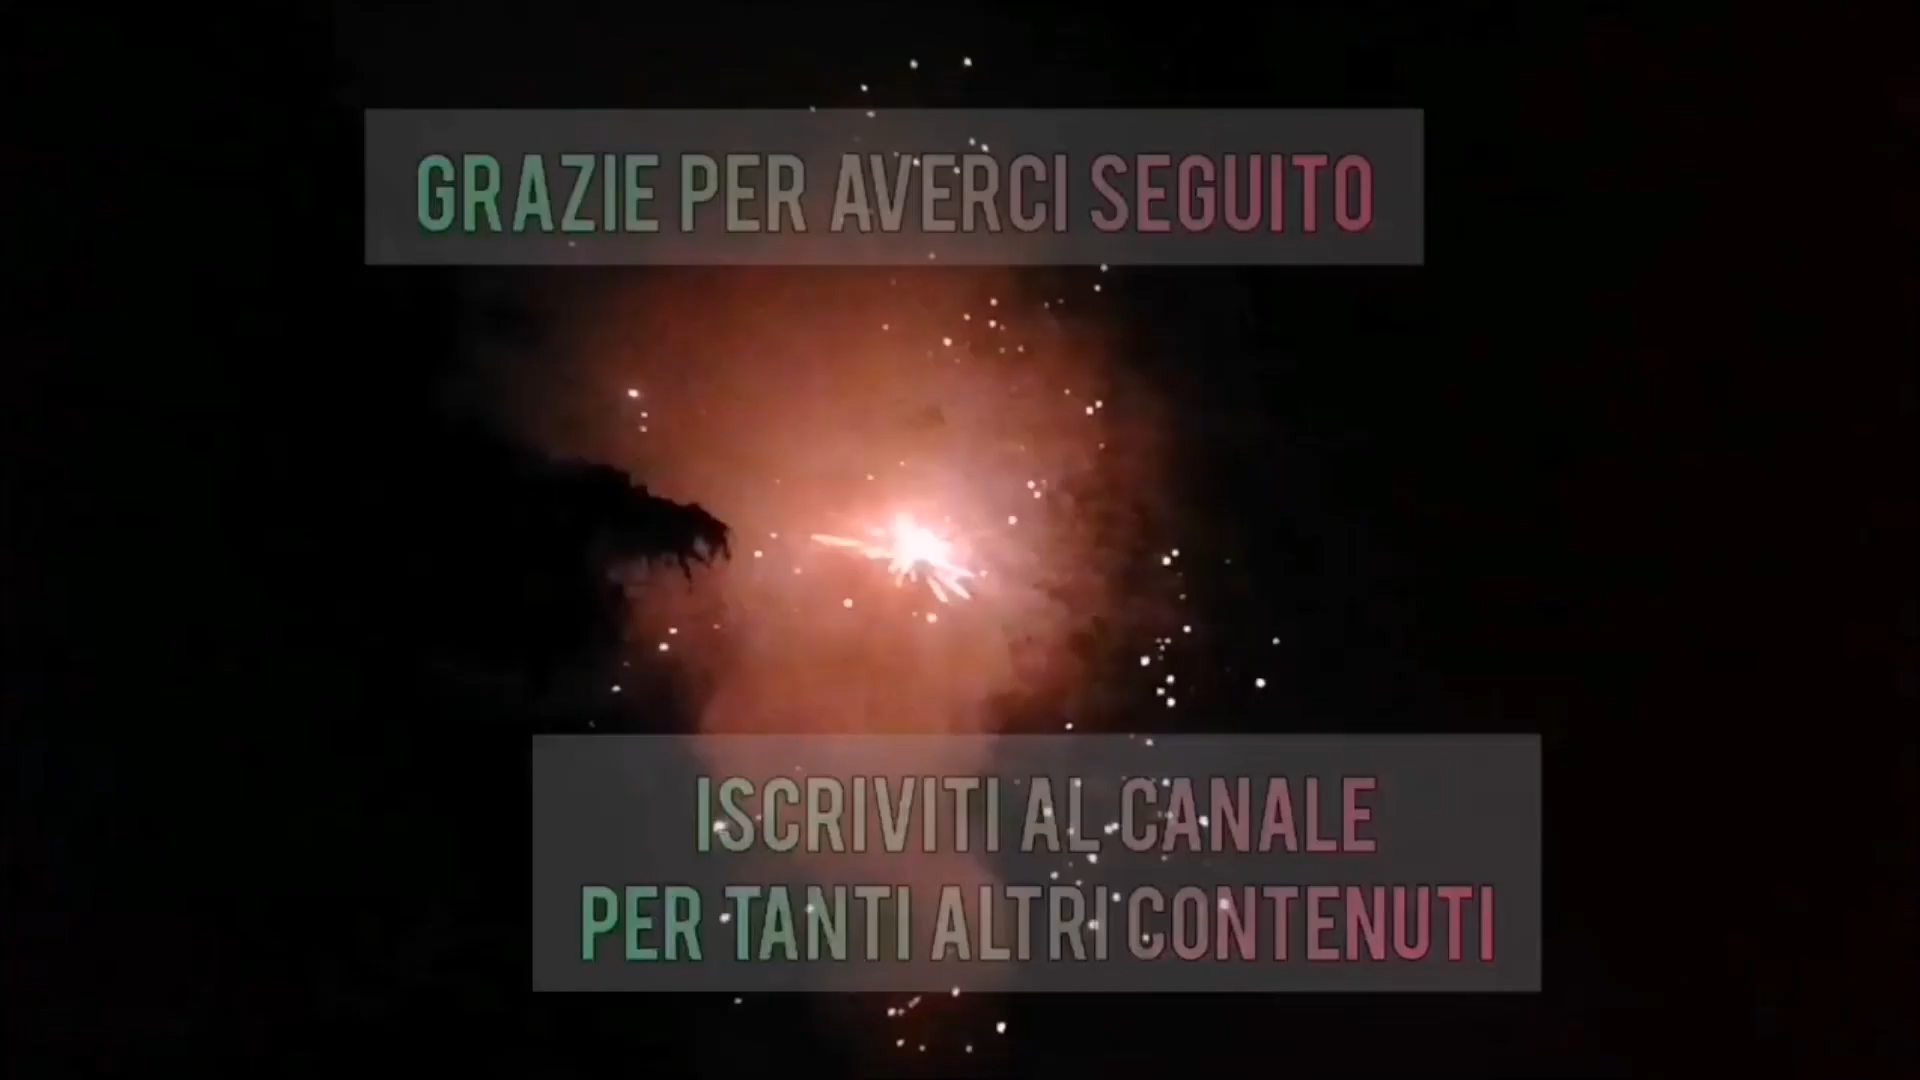 GRAZIE PER AVERCI SEGUITO
ISCRIVITI AL CANALE
PER TANTI ALTRI CONTENUTI